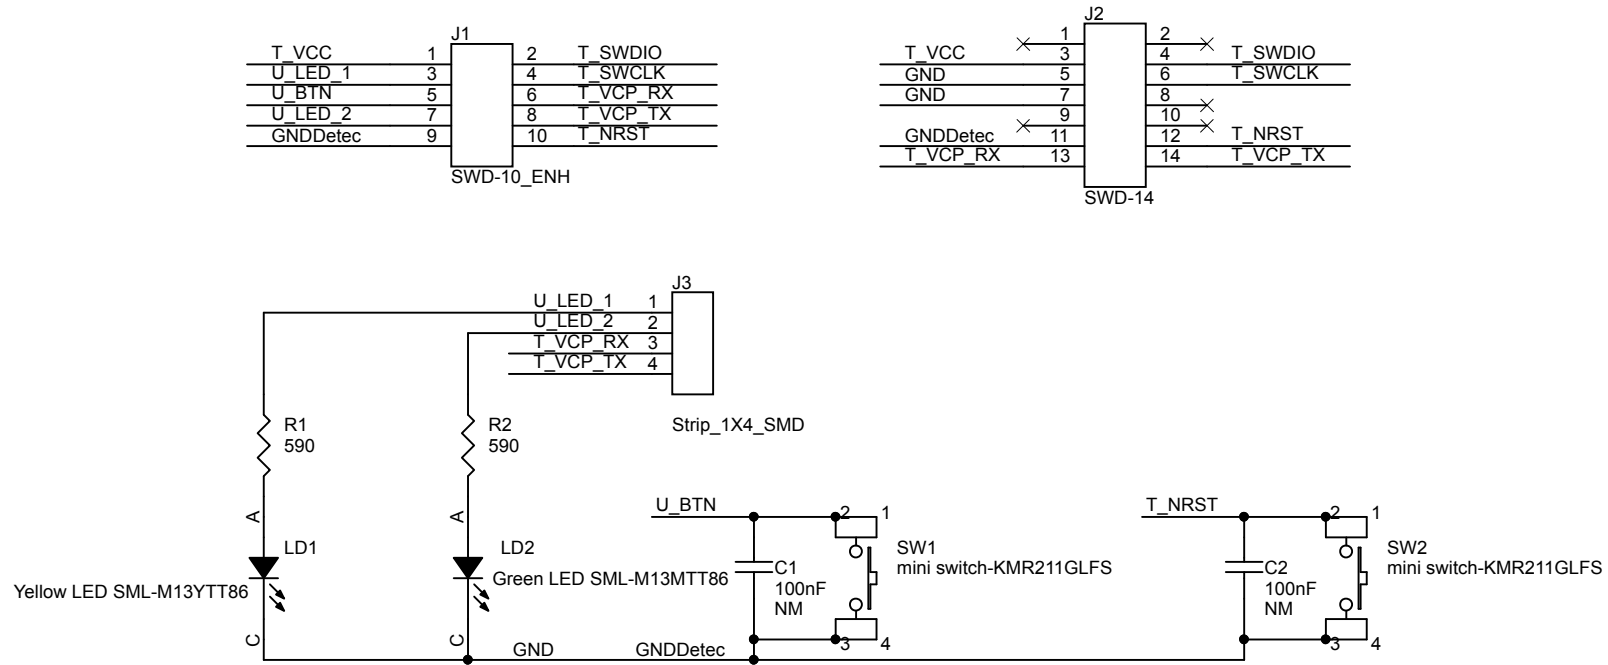 J1
T_VCC 1 2 T_SWDIO
U_LED_1 3 4 T_SWCLK
U_BTN 5 6 T_VCP_RX
U_LED_2 7 8 T_VCP_TX
GNDDetec 9 10 T_NRST
SWD-10_ENH
J2
1 2
T_VCC 3 4 T_SWDIO
GND 5 6 T_SWCLK
GND 7 8
9 10
GNDDetec 11 12 T_NRST
T_VCP_RX 13 14 T_VCP_TX
SWD-14
J3
U_LED_1 1
U_LED_2 2
T_VCP_RX 3
T_VCP_TX 4
Strip_1X4_SMD
R1
590
R2
590
A
LD1
Yellow LED SML-M13YTT86
C
A
LD2
Green LED SML-M13MTT86
C
GND GNDDetec
U_BTN
2 1
C1
100nF
NM
SW1
mini switch-KMR211GLFS
3 4
T_NRST
2 1
C2
100nF
NM
SW2
mini switch-KMR211GLFS
3 4